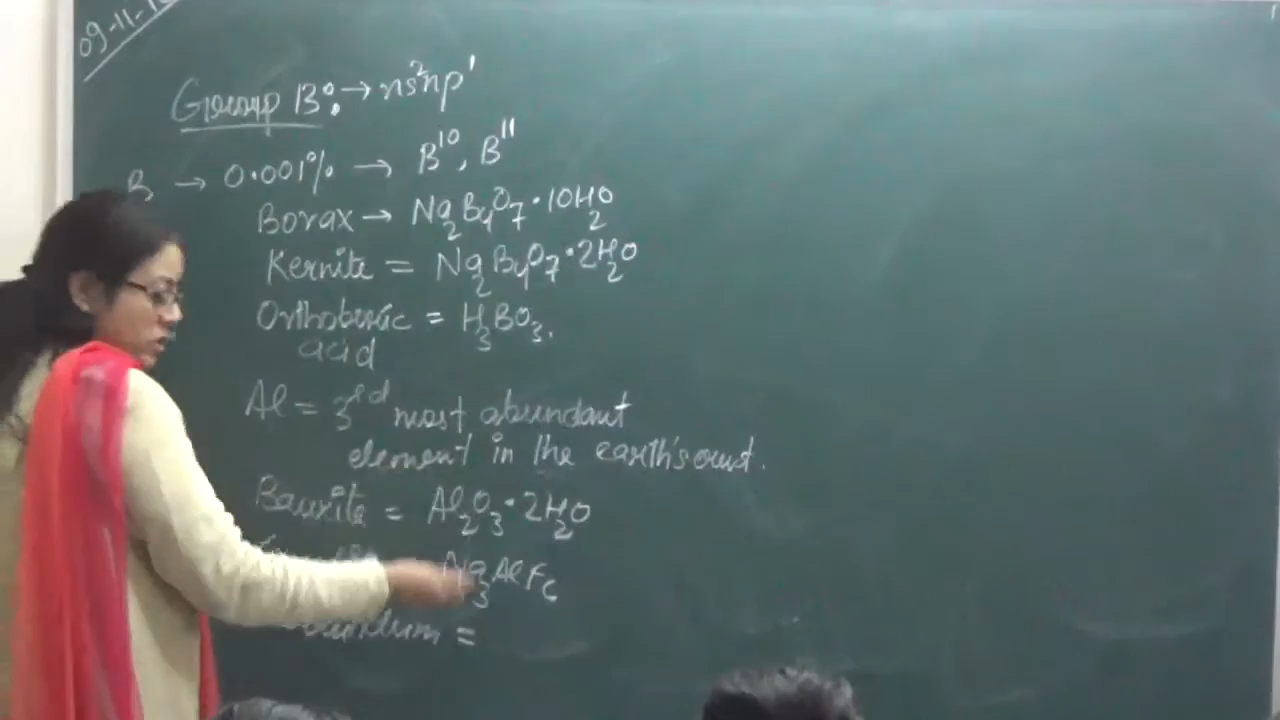 09-11-1
Group 13 : → ns²np¹
B → 0.001% → B¹⁰, B¹¹
Borax → Na₂B₄O₇·10H₂O
Kernite = Na₂B₄O₇·2H₂O
Orthoboric = H₃BO₃.
acid
Al = 3rd most abundant
element in the earth's crust.
Bauxite = Al₂O₃·2H₂O
Na₃AlF₆
=